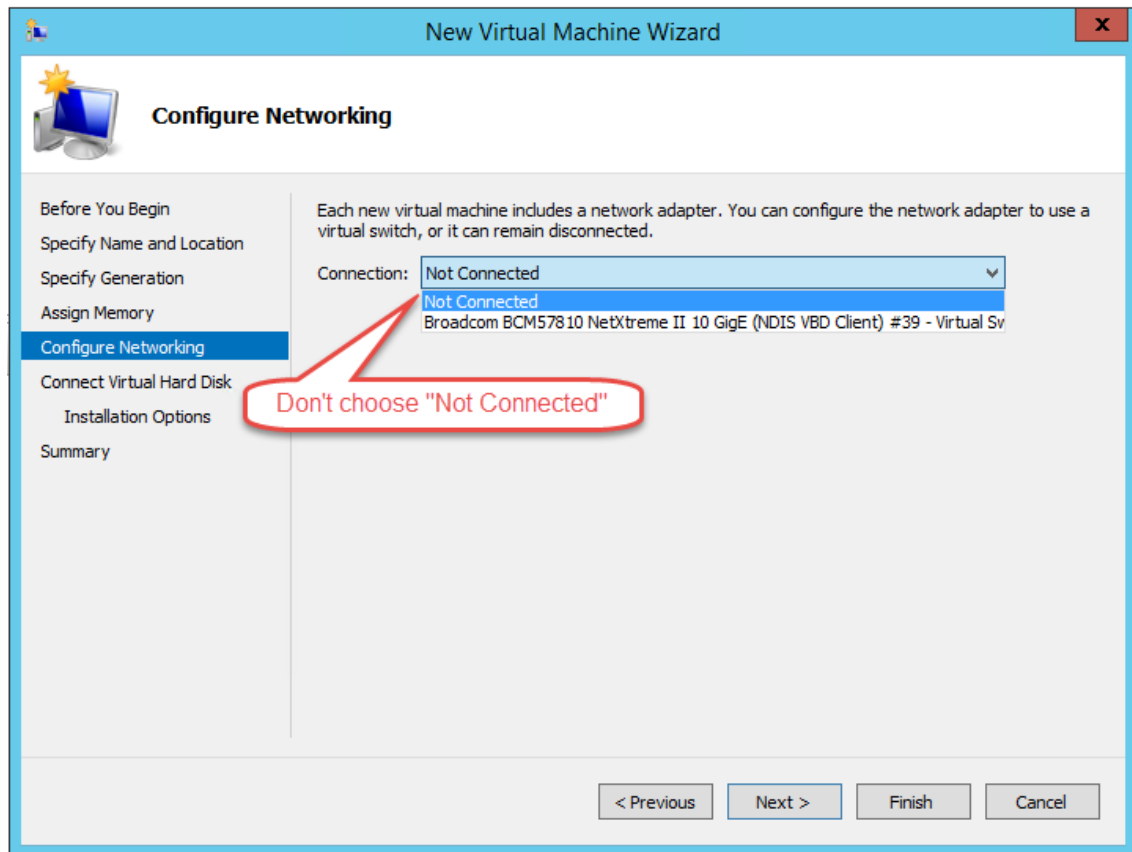 New Virtual Machine Wizard
x
Configure Networking
Before You Begin
Specify Name and Location
Specify Generation
Assign Memory
Configure Networking
Connect Virtual Hard Disk
Installation Options
Summary
Each new virtual machine includes a network adapter. You can configure the network adapter to use a
virtual switch, or it can remain disconnected.
Connection: Not Connected
Not Connected
Broadcom BCM57810 NetXtreme II 10 GigE (NDIS VBD Client) #39 - Virtual Sv
Don't choose "Not Connected"
< Previous Next > Finish Cancel